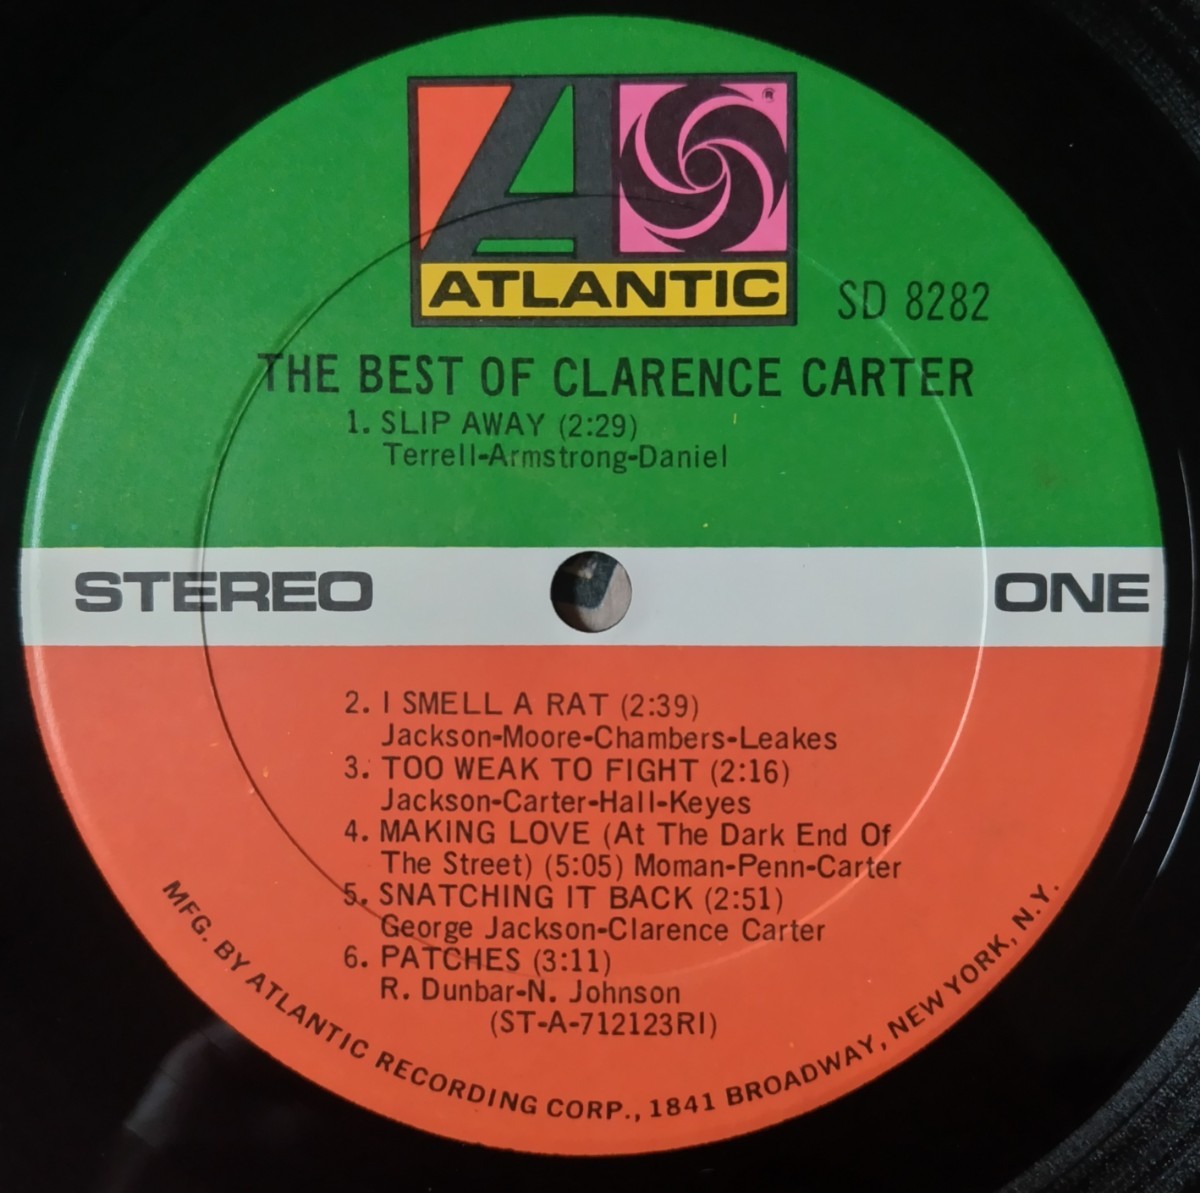 ®
ATLANTIC
SD 8282
THE BEST OF CLARENCE CARTER
1. SLIP AWAY (2:29)
Terrell-Armstrong-Daniel
STEREO
ONE
2. I SMELL A RAT (2:39)
Jackson-Moore-Chambers-Leakes
3. TOO WEAK TO FIGHT (2:16)
Jackson-Carter-Hall-Keyes
4. MAKING LOVE (At The Dark End Of
The Street) (5:05) Moman-Penn-Carter
5. SNATCHING IT BACK (2:51)
George Jackson-Clarence Carter
6. PATCHES (3:11)
R. Dunbar-N. Johnson
(ST-A-712123RI)
MFG. BY ATLANTIC RECORDING CORP., 1841 BROADWAY, NEW YORK, N.Y.